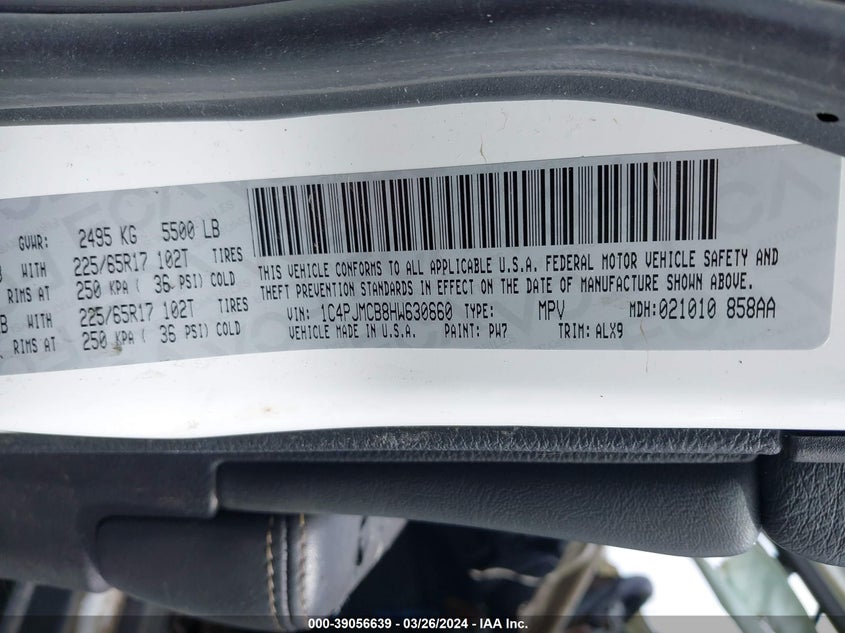 GVWR: 2495 KG 5500 LB
WITH 225/65R17 102T TIRES
RIMS AT 250 KPA ( 36 PSI) COLD
B WITH 225/65R17 102T TIRES
RIMS AT 250 KPA ( 36 PSI) COLD
THIS VEHICLE CONFORMS TO ALL APPLICABLE U.S.A. FEDERAL MOTOR VEHICLE SAFETY AND
THEFT PREVENTION STANDARDS IN EFFECT ON THE DATE OF MANUFACTURE SHOWN ABOVE.
VIN: 1C4PJMCB8HW630660 TYPE: MPV MDH: 021010 858AA
VEHICLE MADE IN U.S.A. PAINT: PW7 TRIM: ALX9
000-39056639 - 03/26/2024 - IAA Inc.